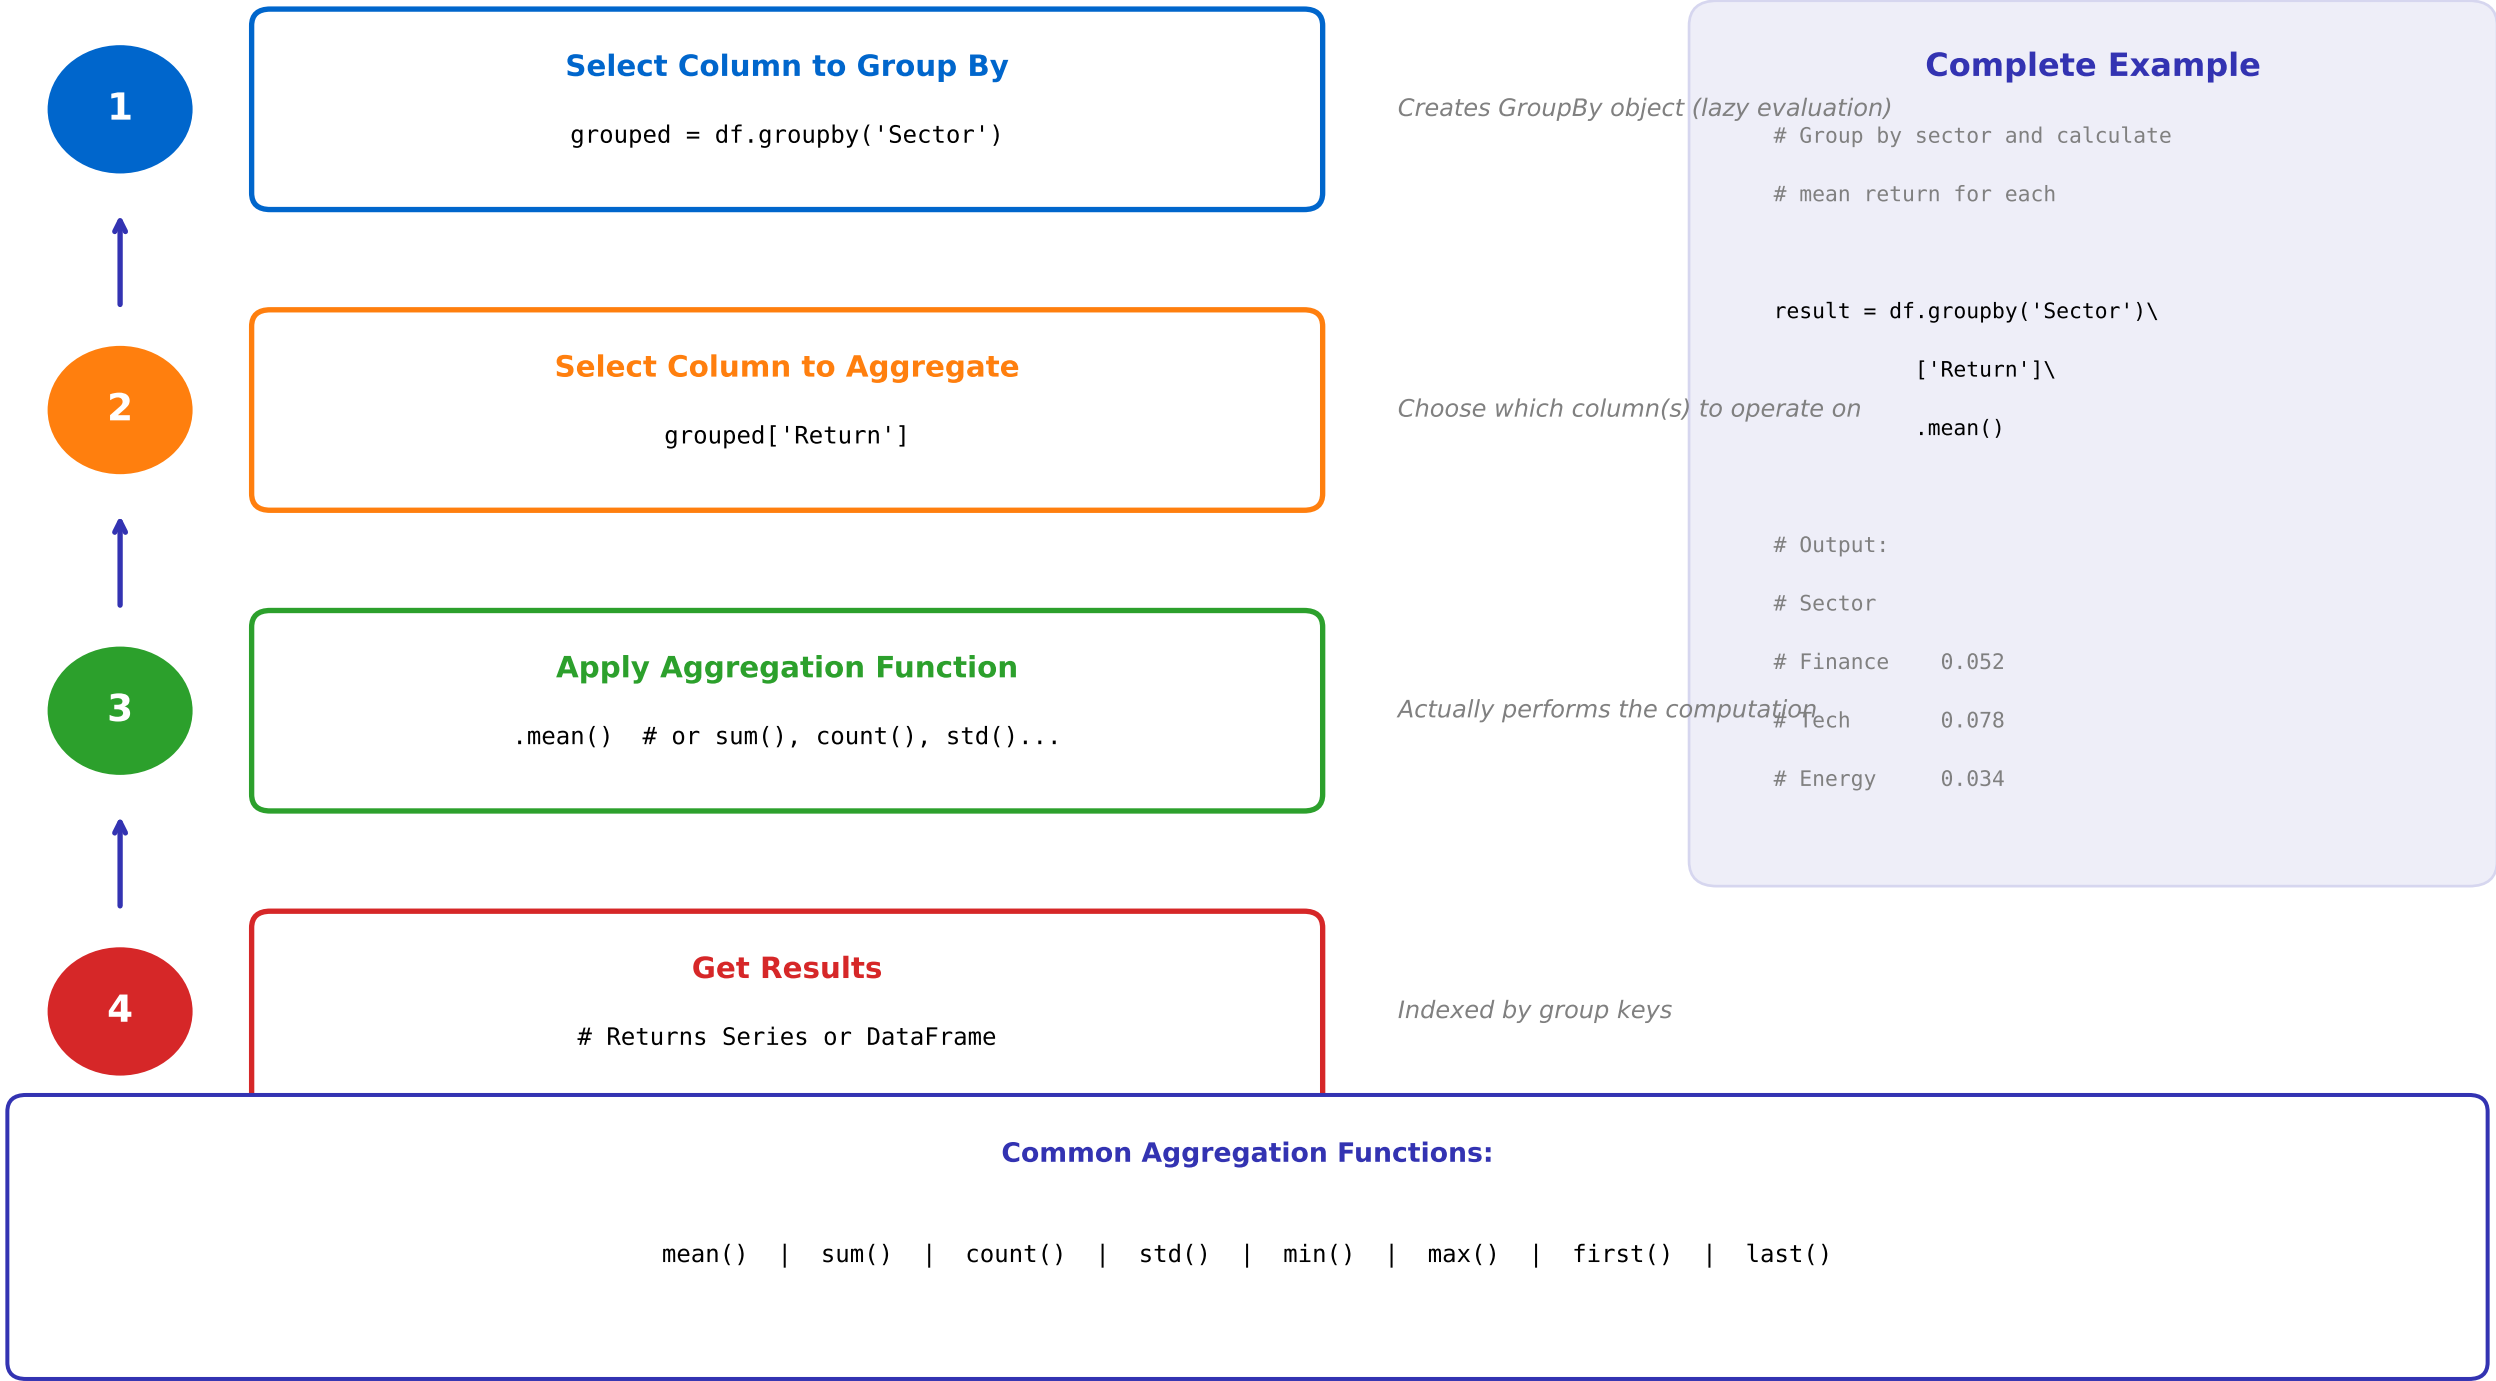 1
Select Column to Group By
grouped = df.groupby('Sector')
Creates GroupBy object (lazy evaluation)
2
Select Column to Aggregate
grouped['Return']
Choose which column(s) to operate on
3
Apply Aggregation Function
.mean()  # or sum(), count(), std()...
Actually performs the computation
4
Get Results
# Returns Series or DataFrame
Indexed by group keys
Complete Example
# Group by sector and calculate
# mean return for each
result = df.groupby('Sector')\
           ['Return']\
           .mean()
# Output:
# Sector
# Finance    0.052
# Tech       0.078
# Energy     0.034
Common Aggregation Functions:
mean()  |  sum()  |  count()  |  std()  |  min()  |  max()  |  first()  |  last()